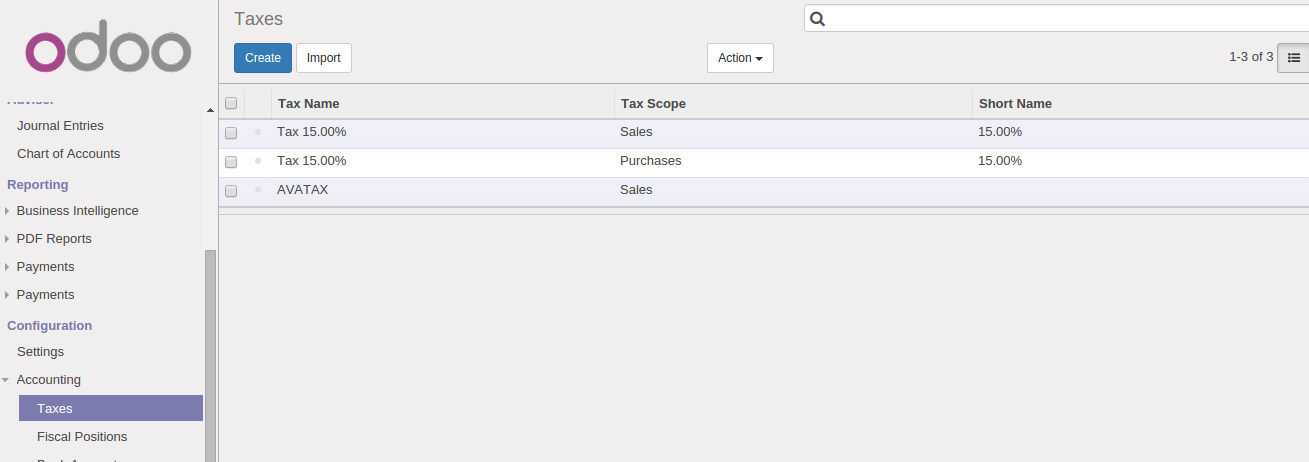 odoo
Adviser
Journal Entries
Chart of Accounts
Reporting
Business Intelligence
PDF Reports
Payments
Payments
Configuration
Settings
Accounting
Taxes
Fiscal Positions
Taxes
Create Import Action 1-3 of 3
Tax Name Tax Scope Short Name
Tax 15.00% Sales 15.00%
Tax 15.00% Purchases 15.00%
AVATAX Sales